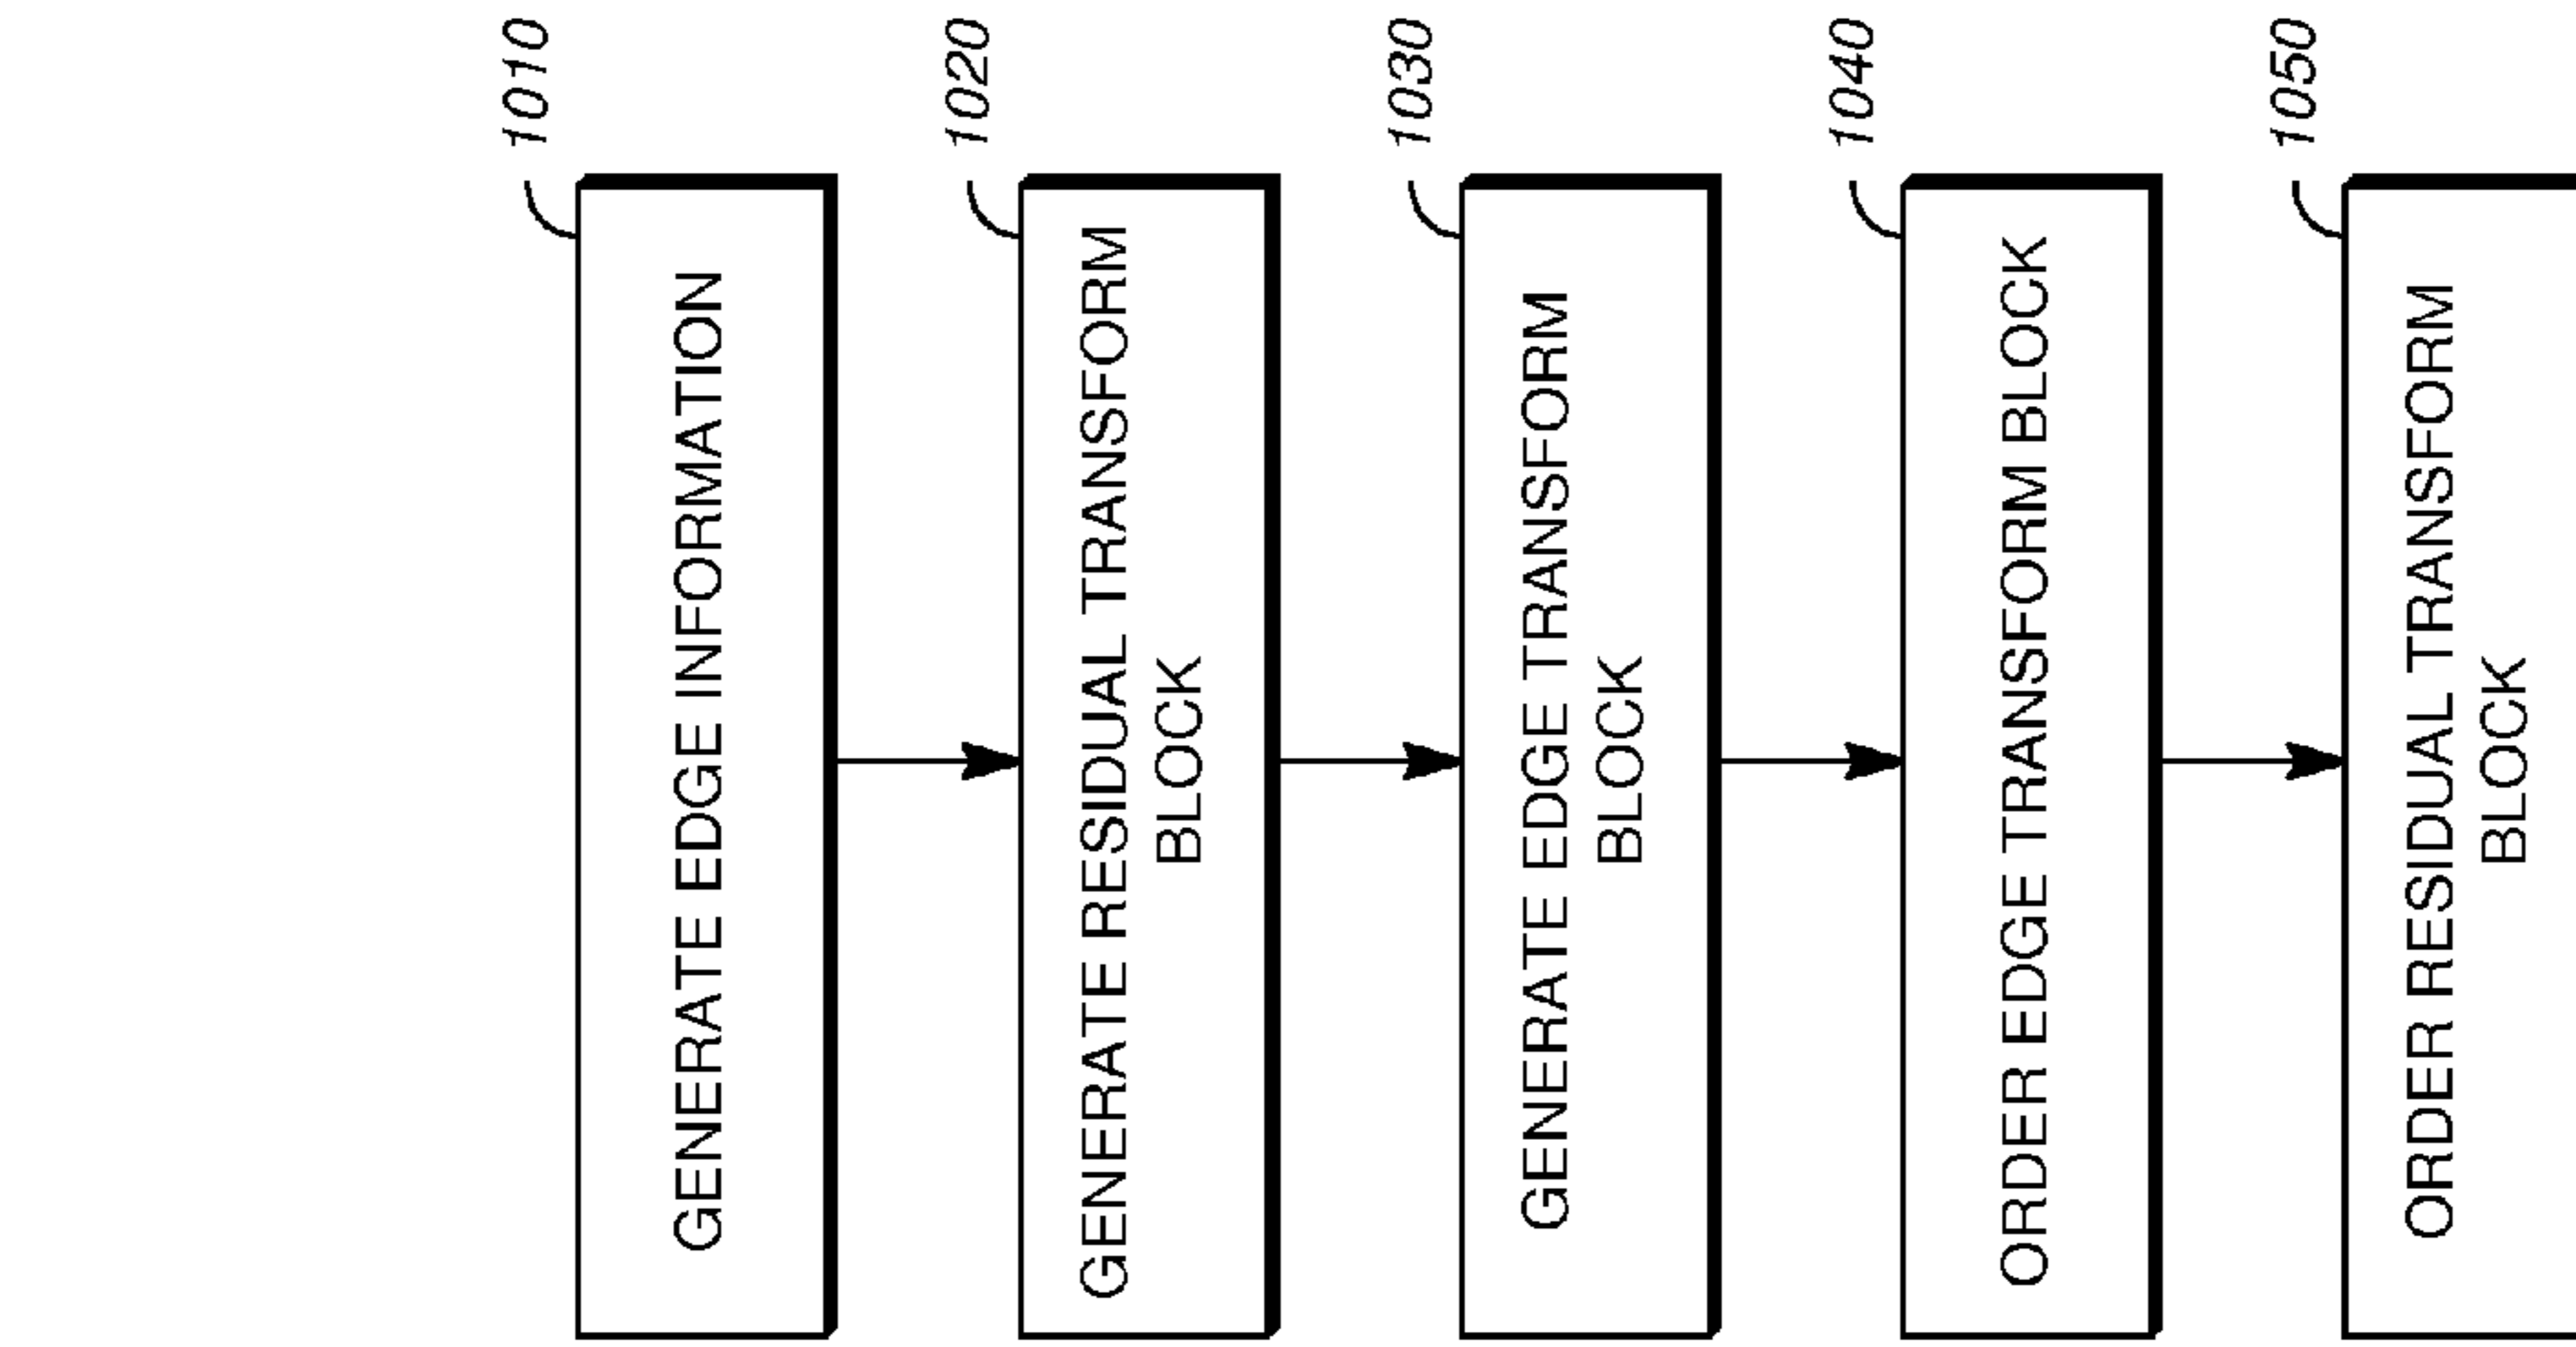 1010
GENERATE EDGE INFORMATION
1020
GENERATE RESIDUAL TRANSFORM
BLOCK
1030
GENERATE EDGE TRANSFORM
BLOCK
1040
ORDER EDGE TRANSFORM BLOCK
1050
ORDER RESIDUAL TRANSFORM
BLOCK